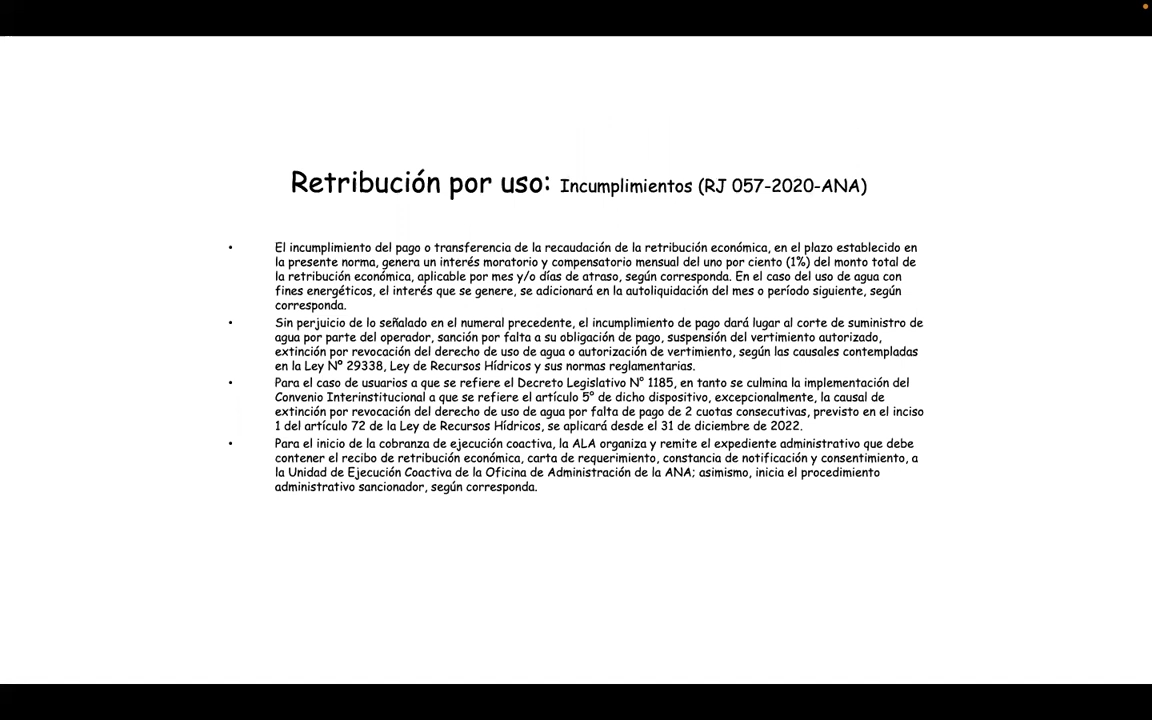 Retribución por uso: Incumplimientos (RJ 057-2020-ANA)
• El incumplimiento del pago o transferencia de la recaudación de la retribución económica, en el plazo establecido en
la presente norma, genera un interés moratorio y compensatorio mensual del uno por ciento (1%) del monto total de
la retribución económica, aplicable por mes y/o días de atraso, según corresponda. En el caso del uso de agua con
fines energéticos, el interés que se genere, se adicionará en la autoliquidación del mes o período siguiente, según
corresponda.
• Sin perjuicio de lo señalado en el numeral precedente, el incumplimiento de pago dará lugar al corte de suministro de
agua por parte del operador, sanción por falta a su obligación de pago, suspensión del vertimiento autorizado,
extinción por revocación del derecho de uso de agua o autorización de vertimiento, según las causales contempladas
en la Ley Nº 29338, Ley de Recursos Hídricos y sus normas reglamentarias.
• Para el caso de usuarios a que se refiere el Decreto Legislativo N° 1185, en tanto se culmina la implementación del
Convenio Interinstitucional a que se refiere el artículo 5° de dicho dispositivo, excepcionalmente, la causal de
extinción por revocación del derecho de uso de agua por falta de pago de 2 cuotas consecutivas, previsto en el inciso
1 del artículo 72 de la Ley de Recursos Hídricos, se aplicará desde el 31 de diciembre de 2022.
• Para el inicio de la cobranza de ejecución coactiva, la ALA organiza y remite el expediente administrativo que debe
contener el recibo de retribución económica, carta de requerimiento, constancia de notificación y consentimiento, a
la Unidad de Ejecución Coactiva de la Oficina de Administración de la ANA; asimismo, inicia el procedimiento
administrativo sancionador, según corresponda.